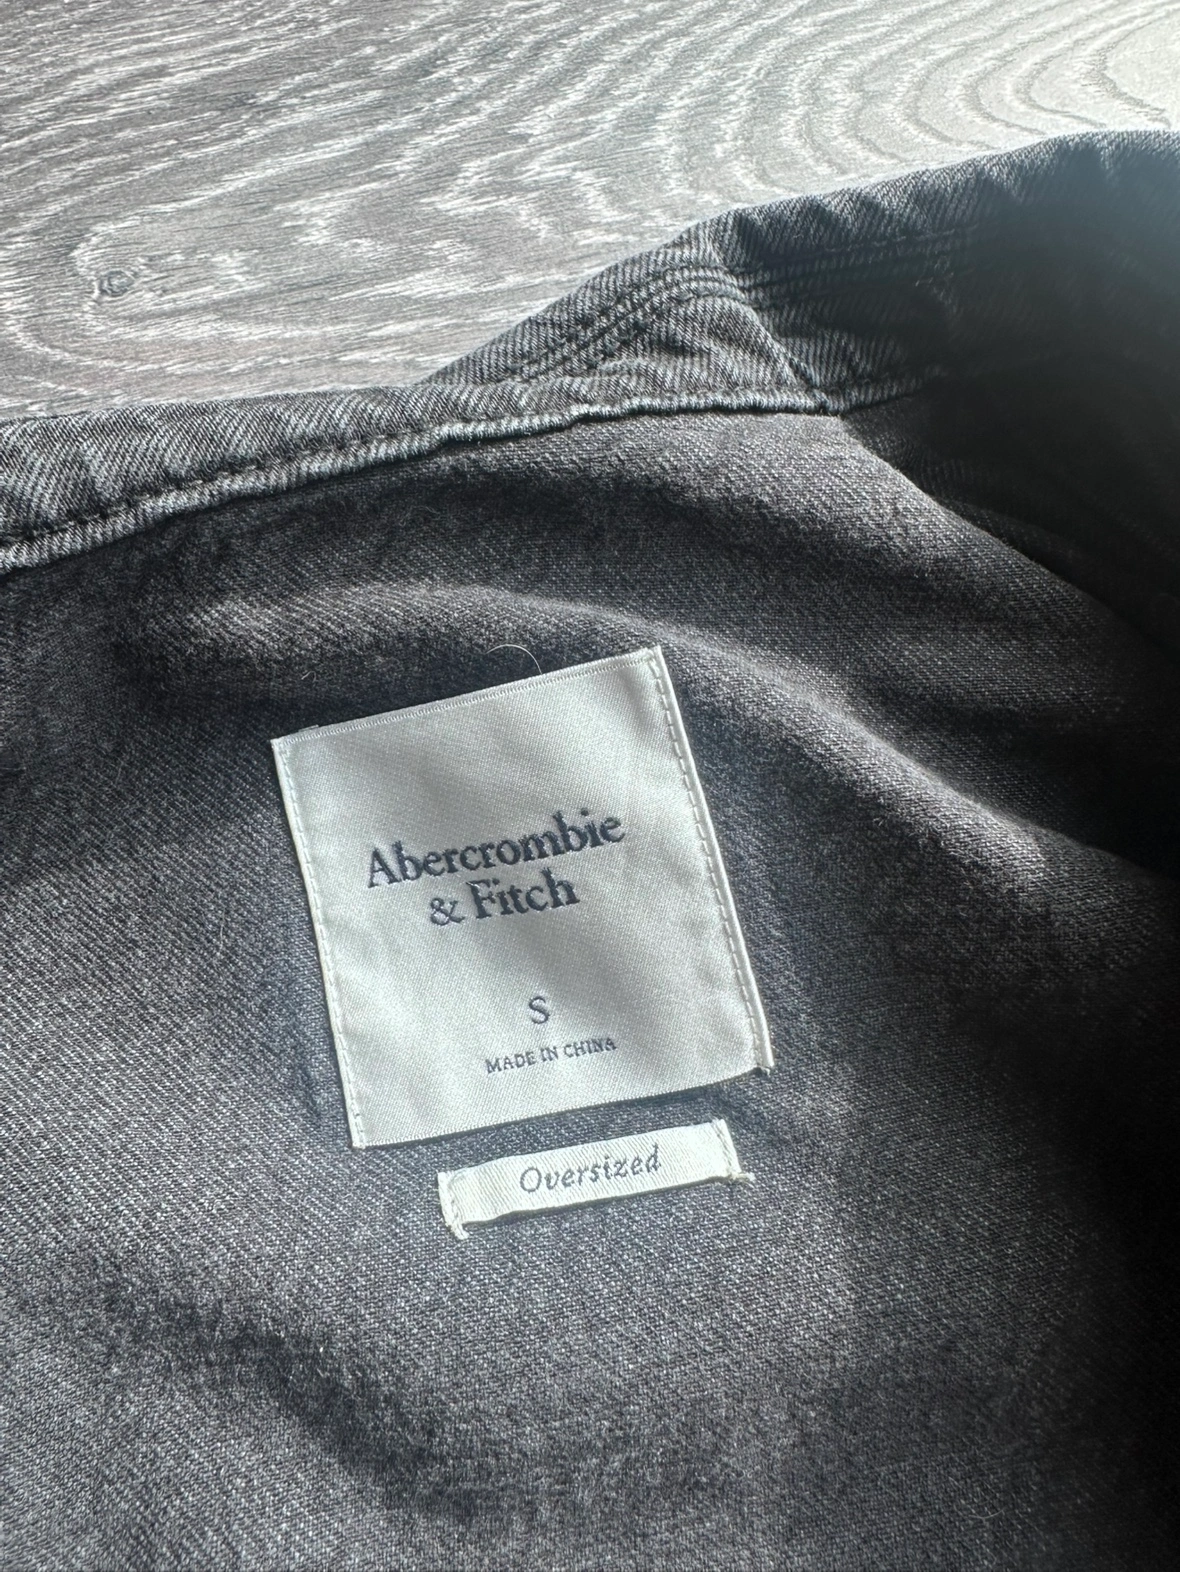 Abercrombie
& Fitch
S
MADE IN CHINA
Oversized